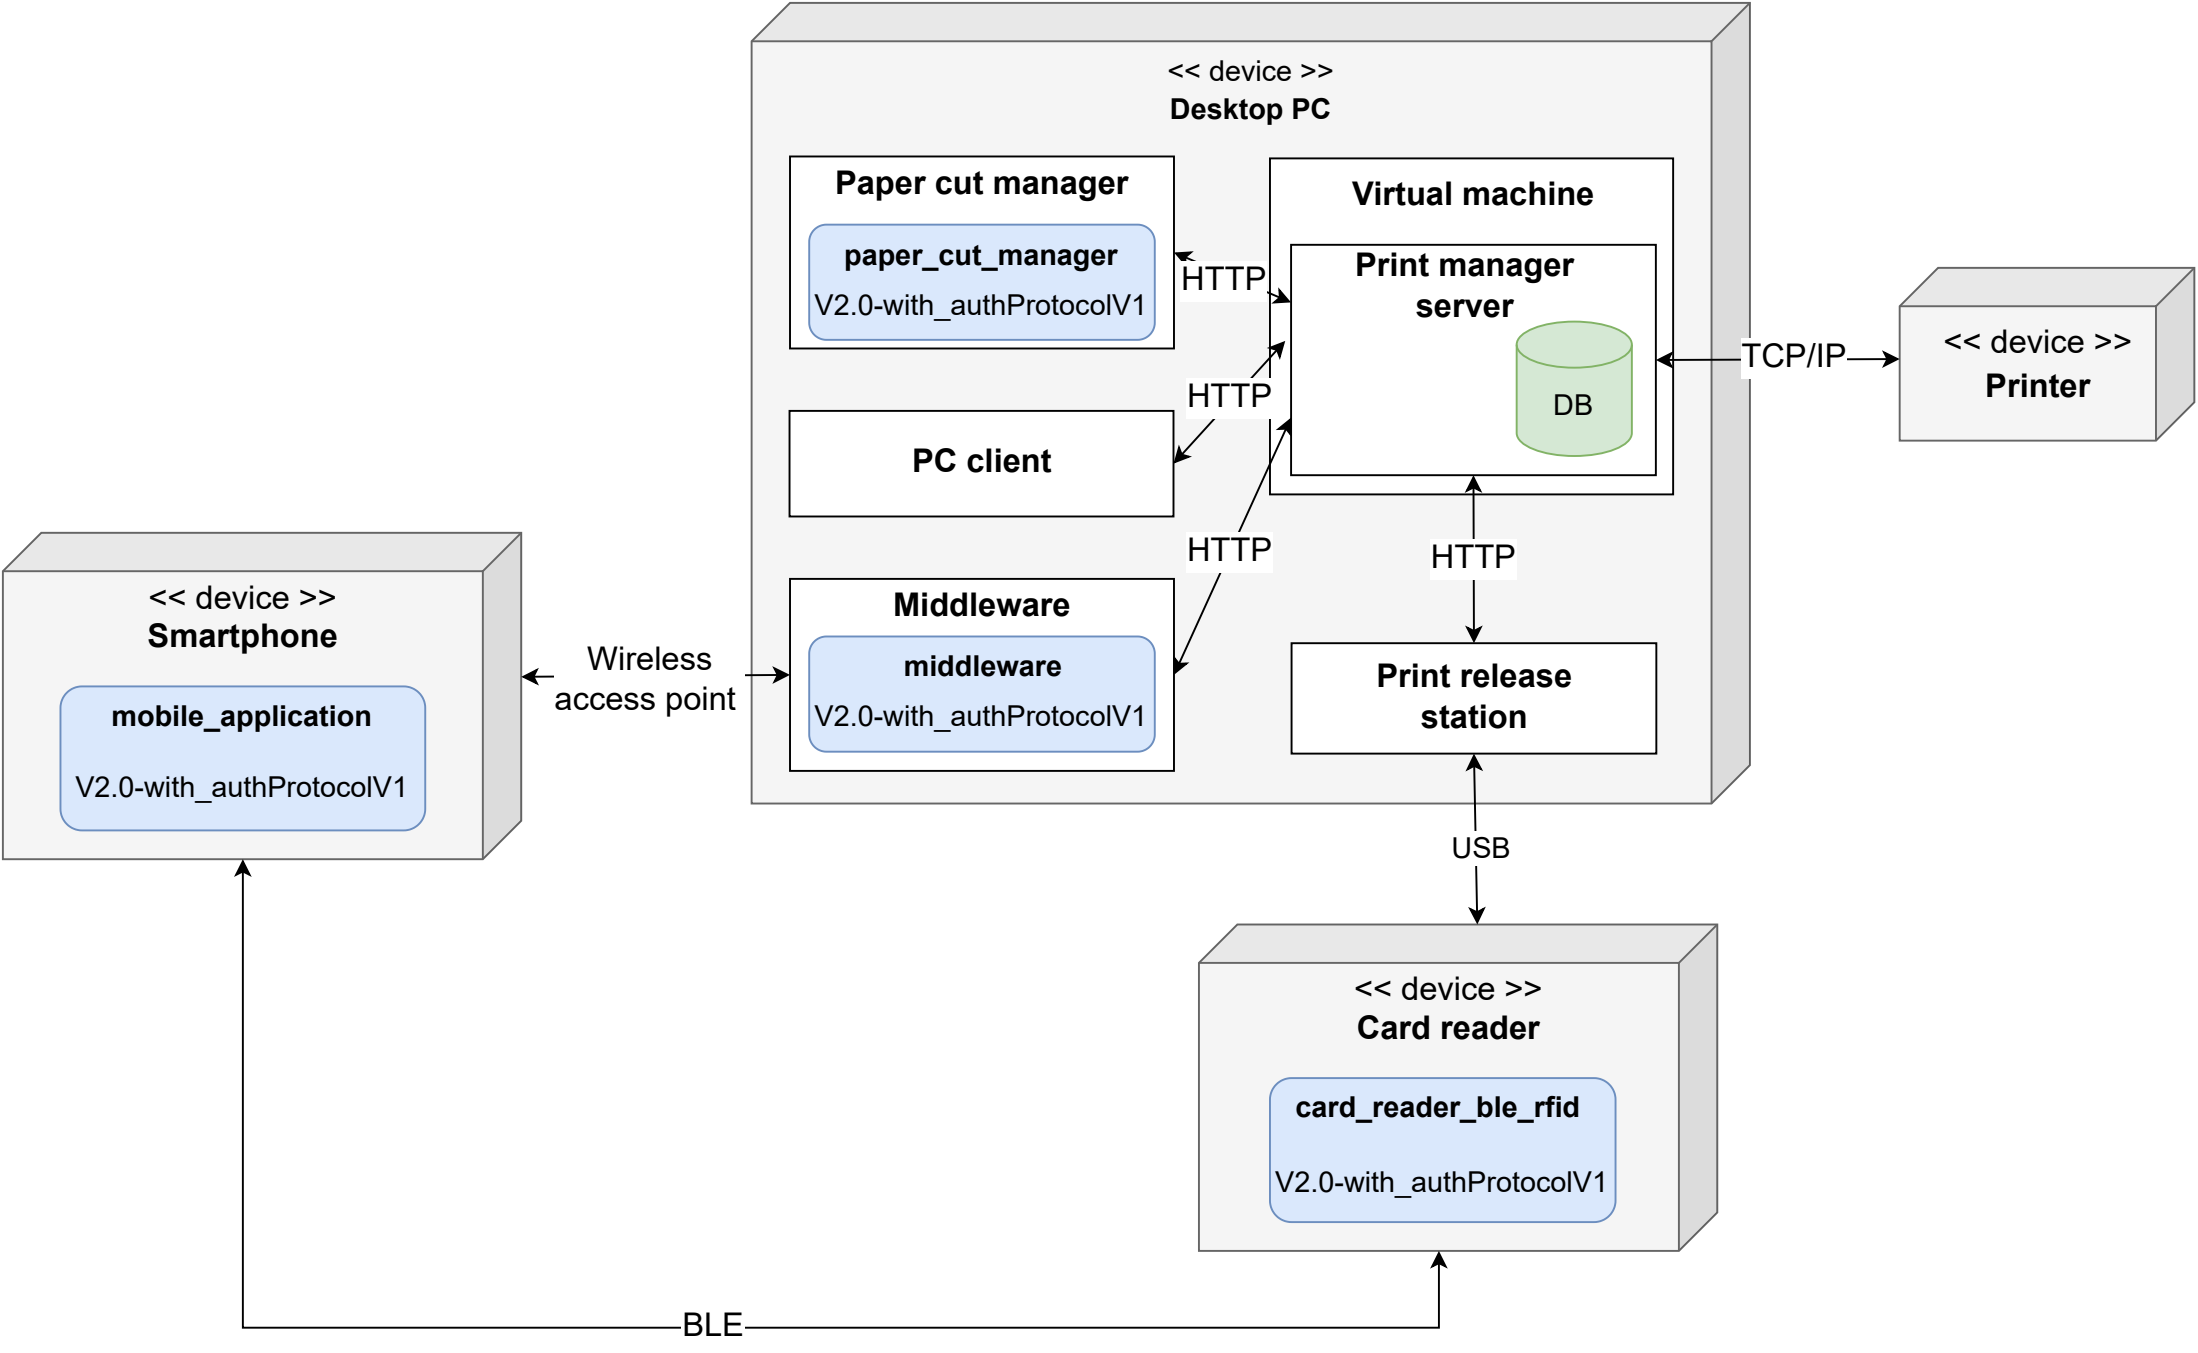 << device >>
Desktop PC
Paper cut manager
paper_cut_manager
V2.0-with_authProtocolV1
HTTP
Virtual machine
Print manager
server
DB
TCP/IP
<< device >>
Printer
HTTP
PC client
HTTP
HTTP
<< device >>
Smartphone
mobile_application
V2.0-with_authProtocolV1
Wireless
access point
Middleware
middleware
V2.0-with_authProtocolV1
Print release
station
USB
<< device >>
Card reader
card_reader_ble_rfid
V2.0-with_authProtocolV1
BLE